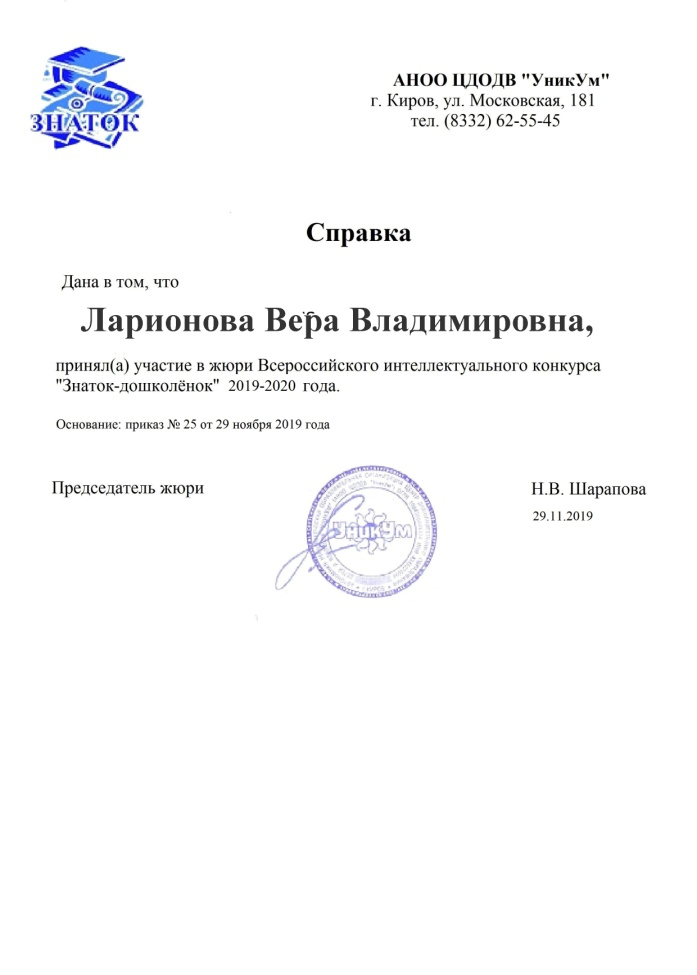 ЗНАТОК
АНОО ЦДОДВ "УникУм"
г. Киров, ул. Московская, 181
тел. (8332) 62-55-45
Справка
Дана в том, что
Ларионова Вера Владимировна,
принял(а) участие в жюри Всероссийского интеллектуального конкурса
"Знаток-дошколёнок" 2019-2020 года.
Основание: приказ № 25 от 29 ноября 2019 года
Председатель жюри
УникУм
Н.В. Шарапова
29.11.2019